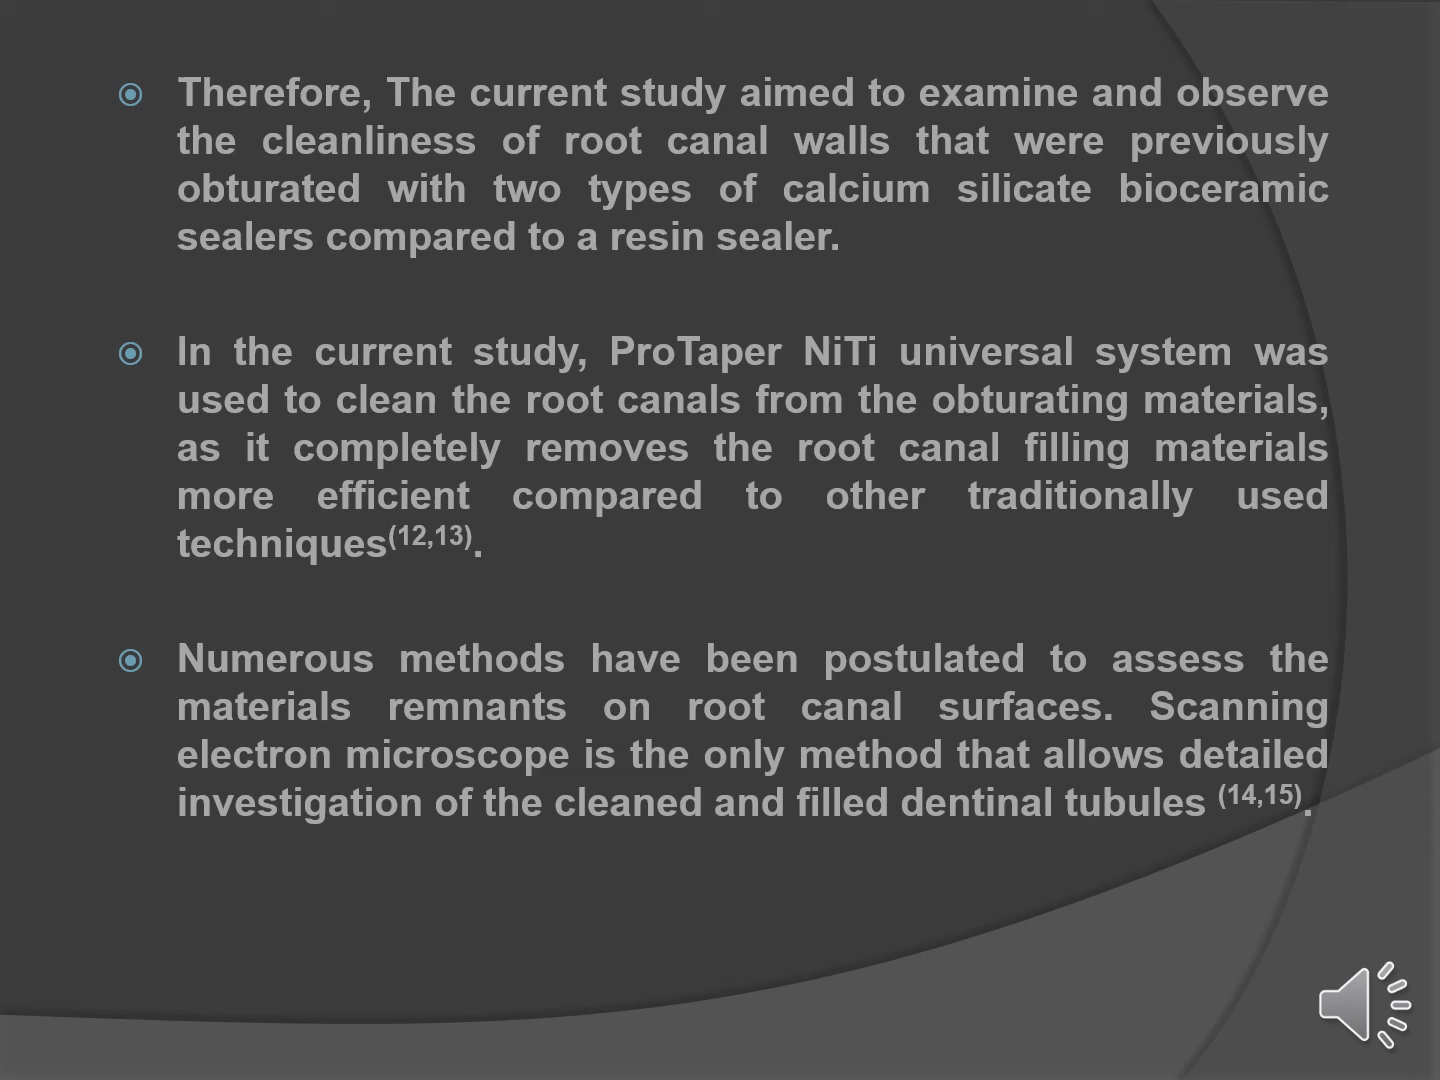 Therefore, The current study aimed to examine and observe
the cleanliness of root canal walls that were previously
obturated with two types of calcium silicate bioceramic
sealers compared to a resin sealer.
In the current study, ProTaper NiTi universal system was
used to clean the root canals from the obturating materials,
as it completely removes the root canal filling materials
more efficient compared to other traditionally used
techniques(12,13).
Numerous methods have been postulated to assess the
materials remnants on root canal surfaces. Scanning
electron microscope is the only method that allows detailed
investigation of the cleaned and filled dentinal tubules (14,15).